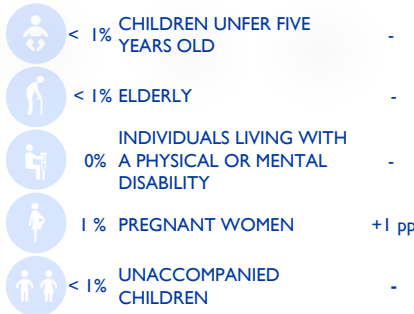 < 1% CHILDREN UNFER FIVE
YEARS OLD -
< 1% ELDERLY -
INDIVIDUALS LIVING WITH
0% A PHYSICAL OR MENTAL -
DISABILITY
1 % PREGNANT WOMEN +1 pp
< 1% UNACCOMPANIED
CHILDREN -